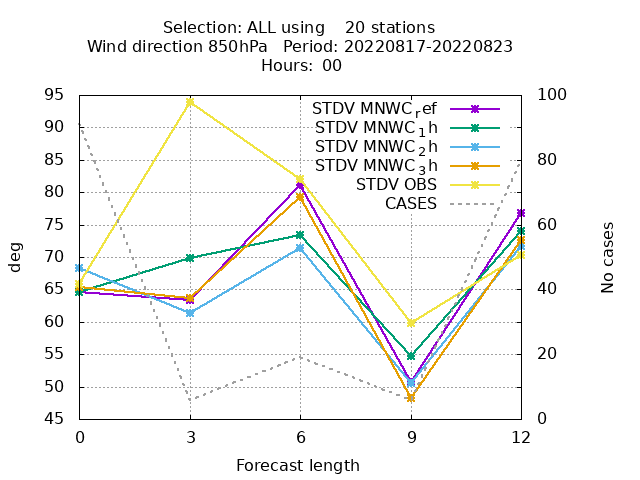 Selection: ALL using 20 stations
Wind direction 850hPa Period: 20220817-20220823
Hours: 00
95
90
85
80
75
70
65
60
55
50
45
deg
100
80
60
40
20
0
No cases
STDV MNWC_ref
STDV MNWC_1h
STDV MNWC_2h
STDV MNWC_3h
STDV OBS
CASES
0 3 6 9 12
Forecast length